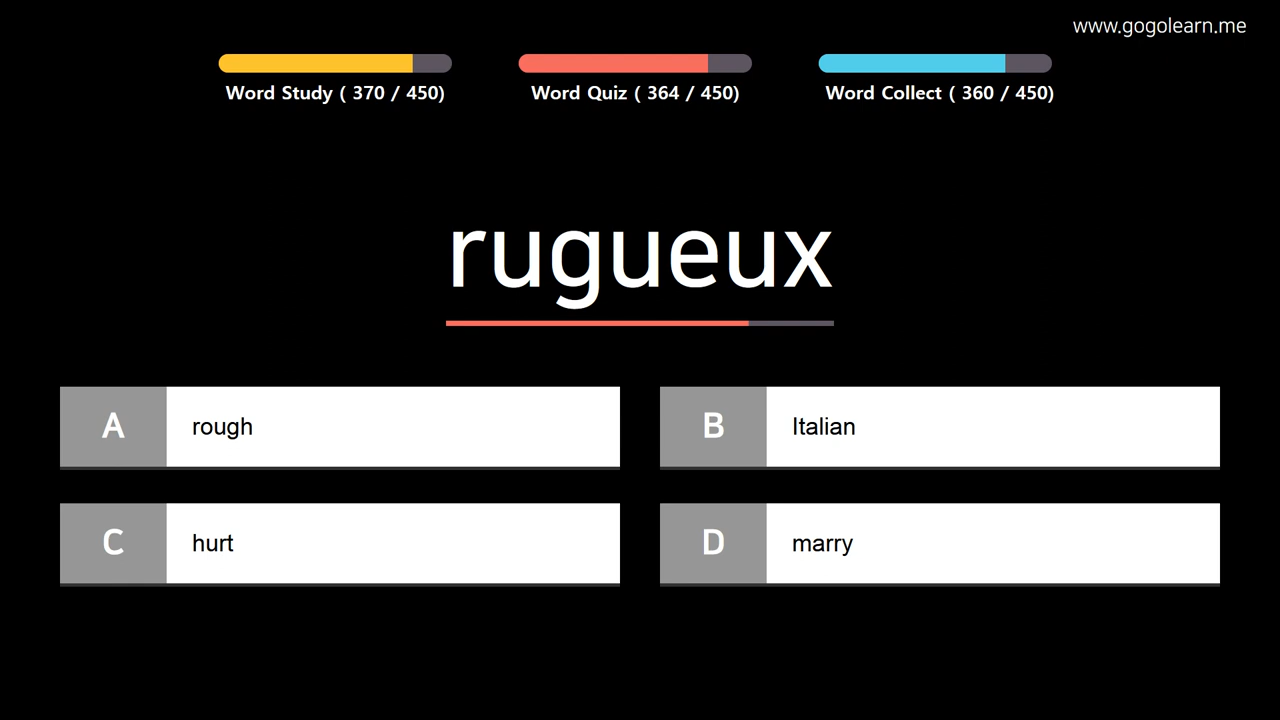 www.gogolearn.me
Word Study ( 370 / 450)
Word Quiz ( 364 / 450)
Word Collect ( 360 / 450)
rugueux
A rough
B Italian
C hurt
D marry